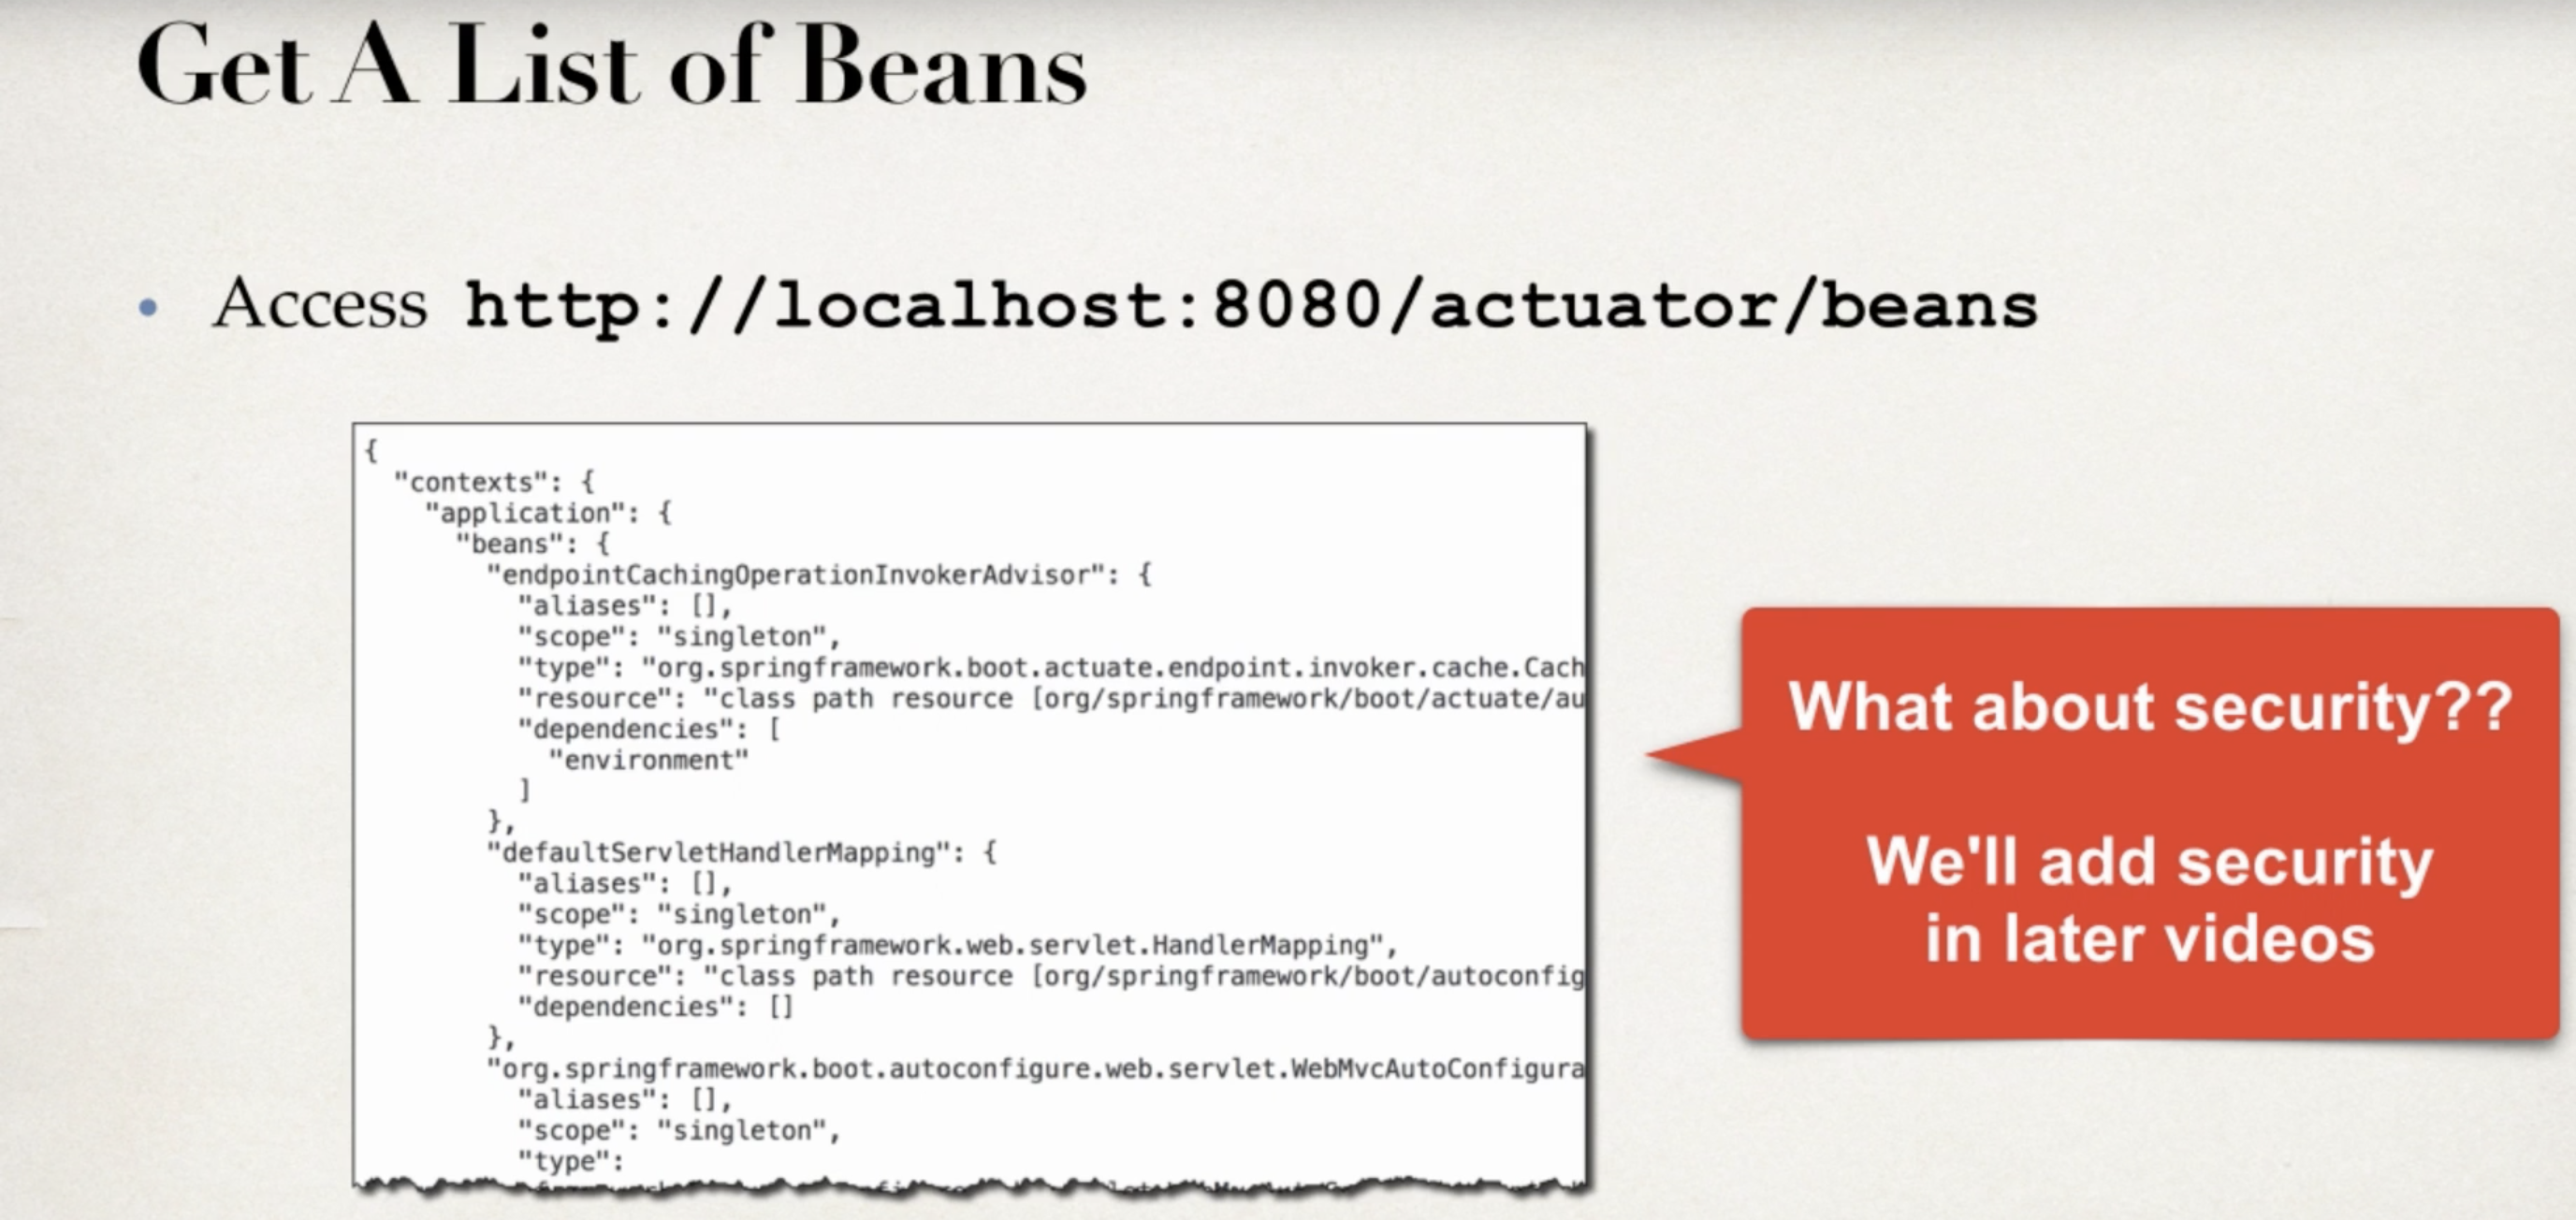 Get A List of Beans
• Access http://localhost:8080/actuator/beans
{
  "contexts": {
    "application": {
      "beans": {
        "endpointCachingOperationInvokerAdvisor": {
          "aliases": [],
          "scope": "singleton",
          "type": "org.springframework.boot.actuate.endpoint.invoker.cache.Cach
          "resource": "class path resource [org/springframework/boot/actuate/au
          "dependencies": [
            "environment"
          ]
        },
        "defaultServletHandlerMapping": {
          "aliases": [],
          "scope": "singleton",
          "type": "org.springframework.web.servlet.HandlerMapping",
          "resource": "class path resource [org/springframework/boot/autoconfig
          "dependencies": []
        },
        "org.springframework.boot.autoconfigure.web.servlet.WebMvcAutoConfigura
          "aliases": [],
          "scope": "singleton",
          "type":
What about security??
We'll add security
in later videos